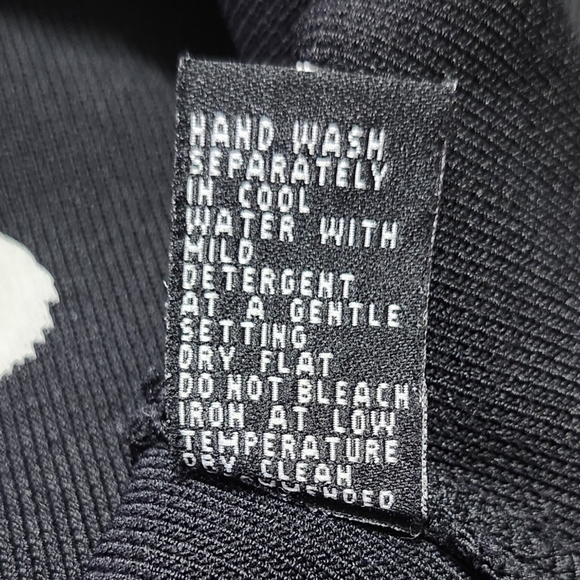 HAND WASH
SEPARATELY
IN COOL
WATER WITH
MILD
DETERGENT
AT A GENTLE
SETTING
DRY FLAT
DO NOT BLEACH
IRON AT LOW
TEMPERATURE
DRY CLEAN